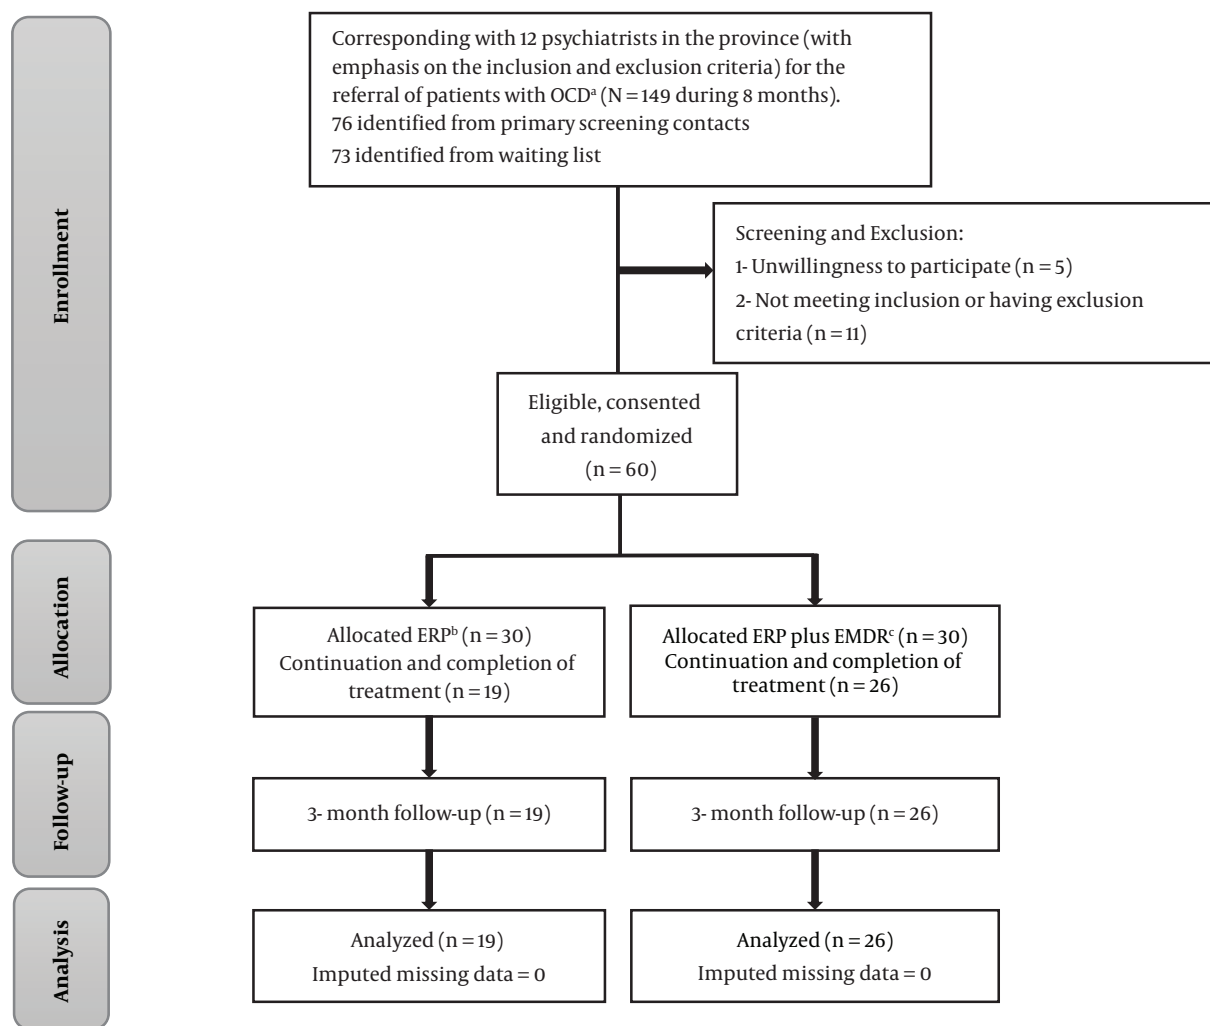 Enrollment
Corresponding with 12 psychiatrists in the province (with
emphasis on the inclusion and exclusion criteria) for the
referral of patients with OCDᵃ (N = 149 during 8 months).
76 identified from primary screening contacts
73 identified from waiting list
Screening and Exclusion:
1- Unwillingness to participate (n = 5)
2- Not meeting inclusion or having exclusion
criteria (n = 11)
Eligible, consented
and randomized
(n = 60)
Allocation
Allocated ERPᵇ (n = 30)
Continuation and completion of
treatment (n = 19)
Allocated ERP plus EMDRᶜ (n = 30)
Continuation and completion of
treatment (n = 26)
Follow-up
3- month follow-up (n = 19)
3- month follow-up (n = 26)
Analysis
Analyzed (n = 19)
Imputed missing data = 0
Analyzed (n = 26)
Imputed missing data = 0